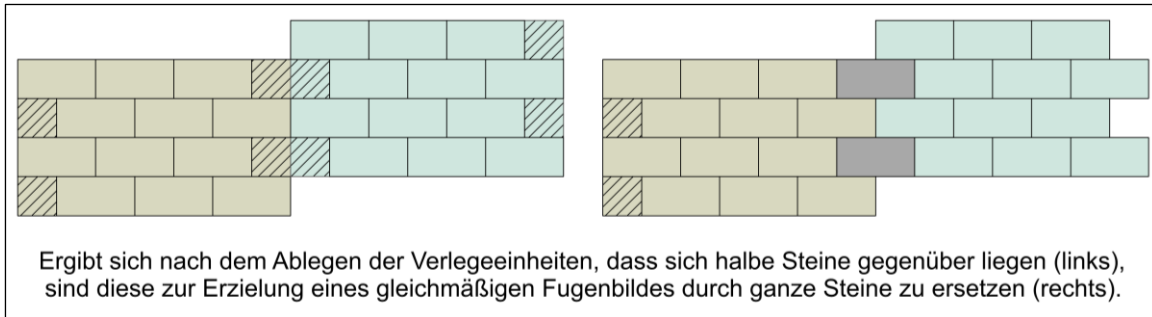 Ergibt sich nach dem Ablegen der Verlegeeinheiten, dass sich halbe Steine gegenüber liegen (links),
sind diese zur Erzielung eines gleichmäßigen Fugenbildes durch ganze Steine zu ersetzen (rechts).